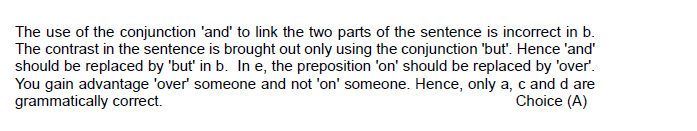 The use of the conjunction 'and' to link the two parts of the sentence is incorrect in b.
The contrast in the sentence is brought out only using the conjunction 'but'. Hence 'and'
should be replaced by 'but' in b. In e, the preposition 'on' should be replaced by 'over'.
You gain advantage 'over' someone and not 'on' someone. Hence, only a, c and d are
grammatically correct. Choice (A)